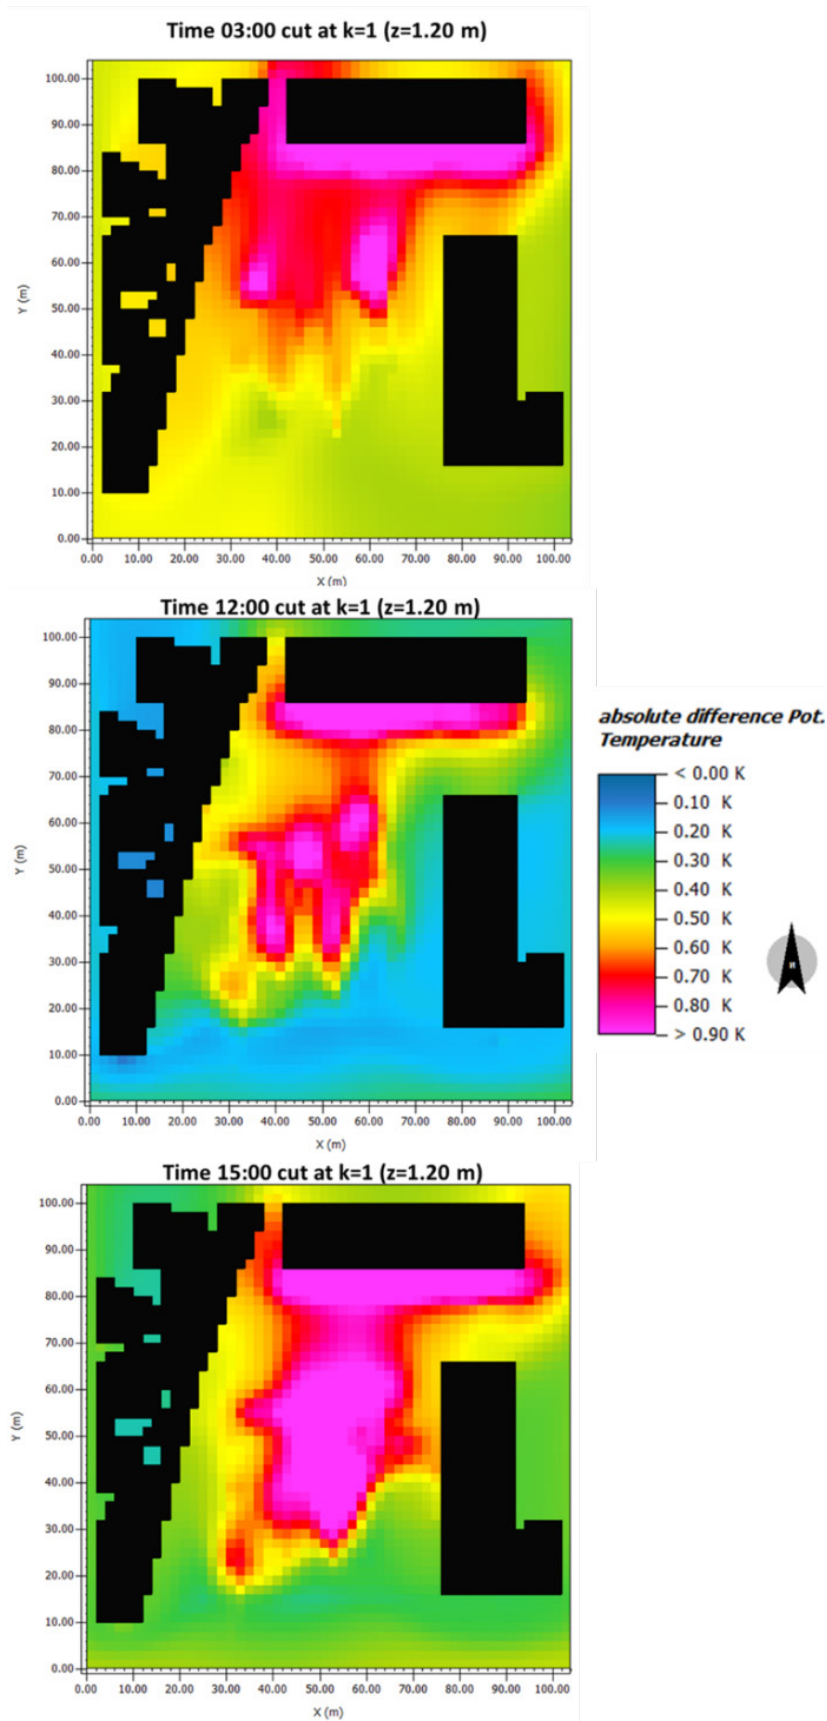 Time 03:00 cut at k=1 (z=1.20 m)
100.00
90.00
80.00
70.00
60.00
50.00
40.00
30.00
20.00
10.00
0.00
Y (m)
0.00 10.00 20.00 30.00 40.00 50.00 60.00 70.00 80.00 90.00 100.00
X (m)
Time 12:00 cut at k=1 (z=1.20 m)
100.00
90.00
80.00
70.00
60.00
50.00
40.00
30.00
20.00
10.00
0.00
Y (m)
0.00 10.00 20.00 30.00 40.00 50.00 60.00 70.00 80.00 90.00 100.00
X (m)
absolute difference Pot.
Temperature
< 0.00 K
0.10 K
0.20 K
0.30 K
0.40 K
0.50 K
0.60 K
0.70 K
0.80 K
> 0.90 K
N
Time 15:00 cut at k=1 (z=1.20 m)
100.00
90.00
80.00
70.00
60.00
50.00
40.00
30.00
20.00
10.00
0.00
Y (m)
0.00 10.00 20.00 30.00 40.00 50.00 60.00 70.00 80.00 90.00 100.00
X (m)